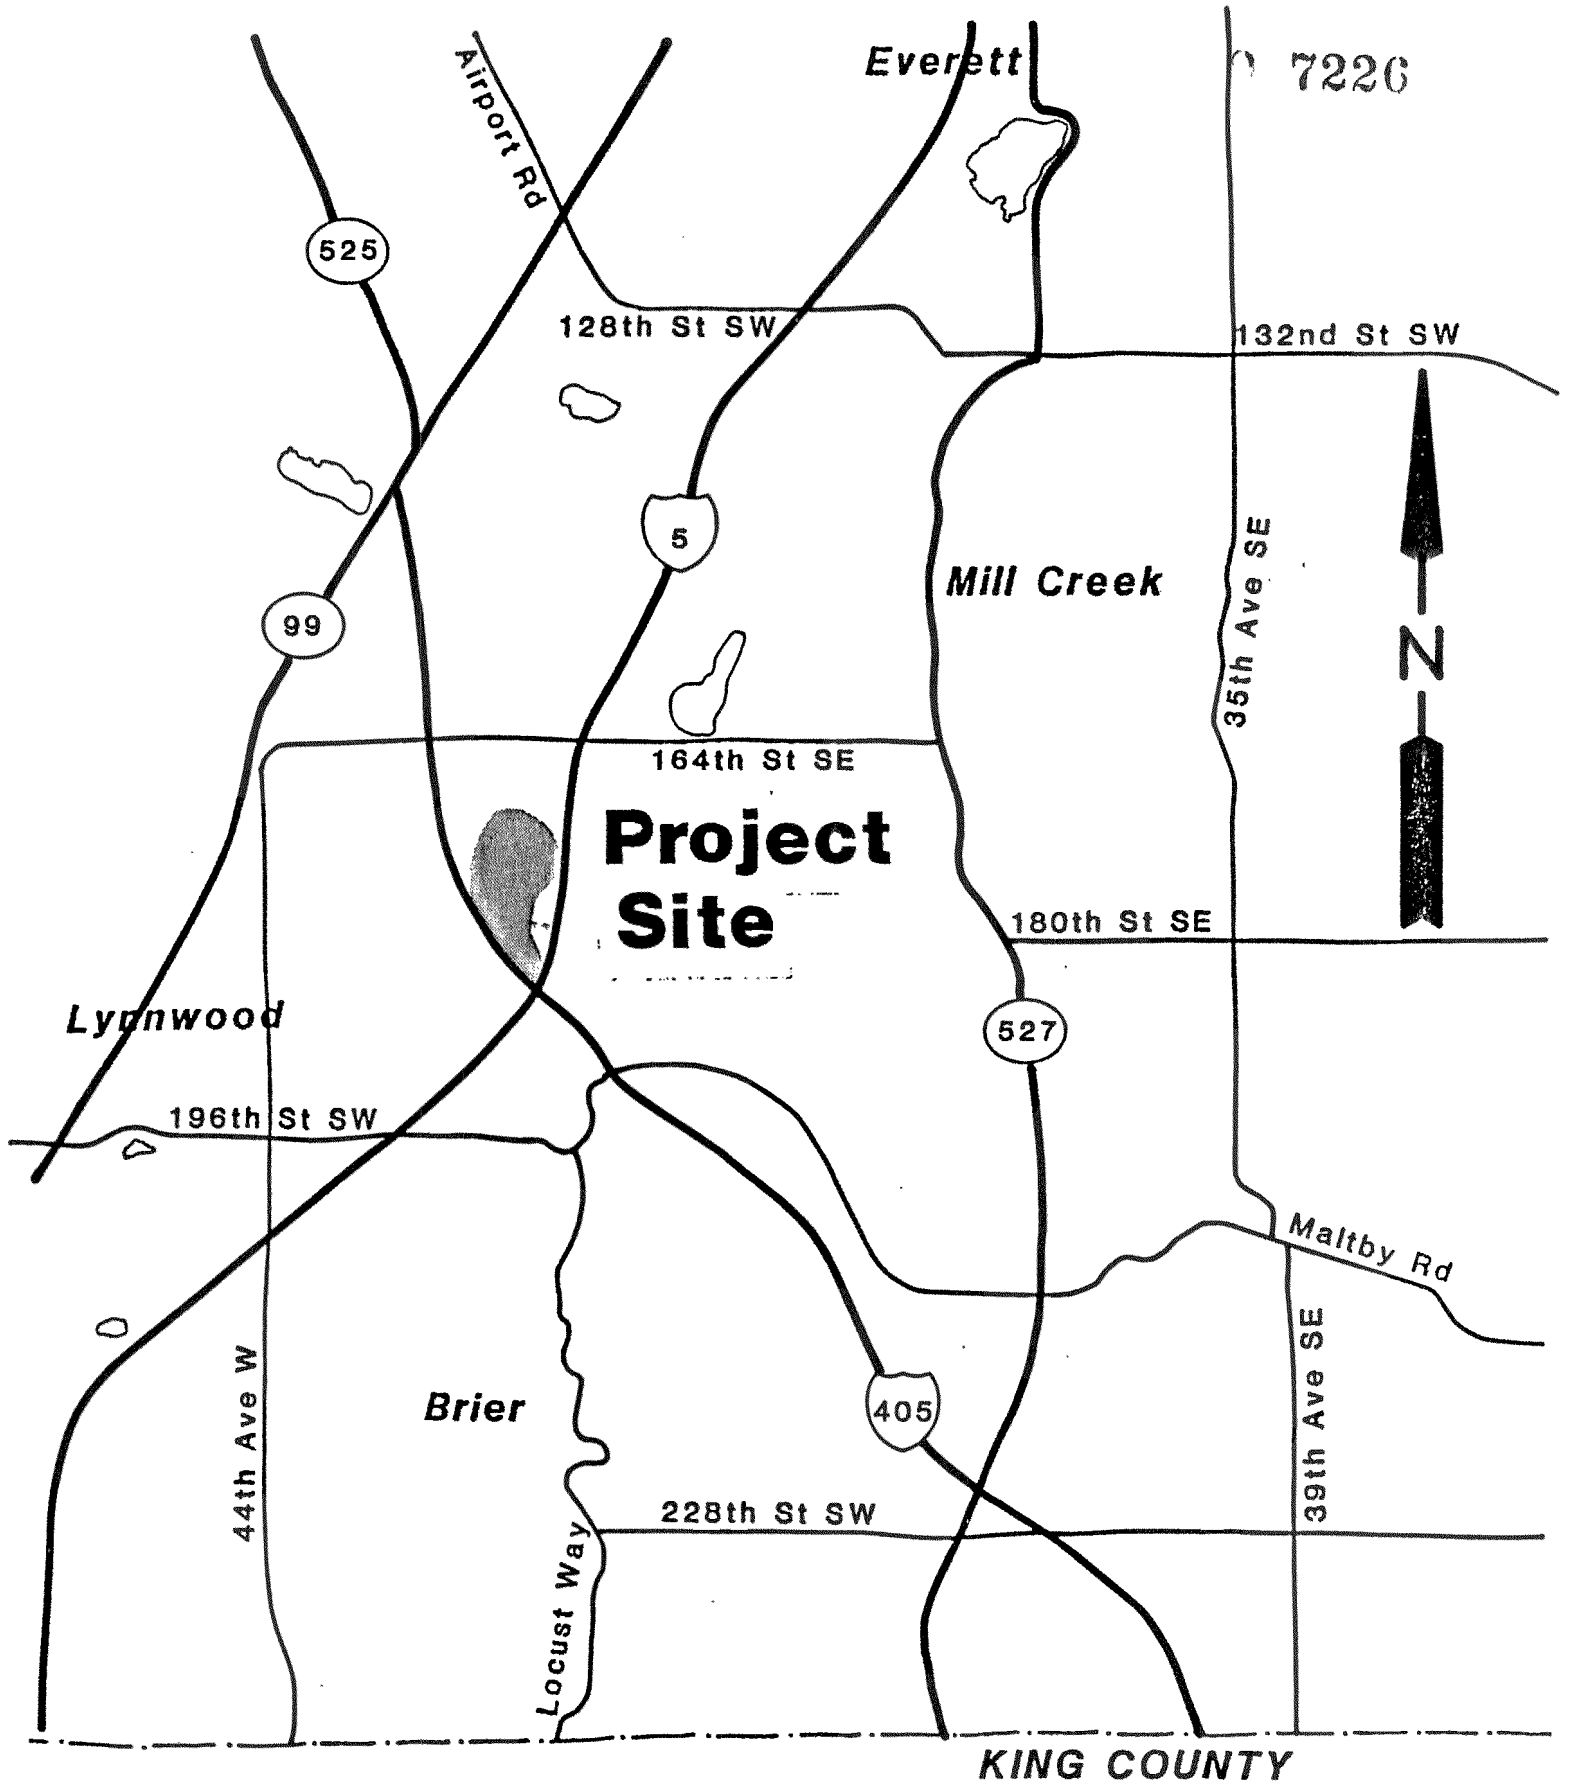 Everett
7226
Airport Rd
525
128th St SW
132nd St SW
5
Mill Creek
35th Ave SE
N
99
164th St SE
Project
Site
180th St SE
Lynnwood
527
196th St SW
Maltby Rd
44th Ave W
Brier
405
39th Ave SE
228th St SW
Locust Way
KING COUNTY